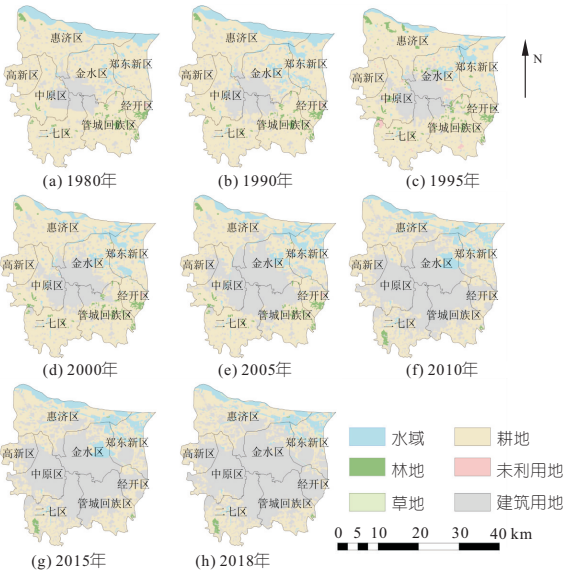 惠济区
郑东新区
高新区
金水区
中原区
经开区
二七区
管城回族区
(a) 1980年
惠济区
郑东新区
高新区
金水区
中原区
经开区
二七区
管城回族区
(b) 1990年
惠济区
郑东新区
高新区
金水区
中原区
经开区
二七区
管城回族区
(c) 1995年
N
惠济区
郑东新区
高新区
金水区
中原区
经开区
二七区
管城回族区
(d) 2000年
惠济区
郑东新区
高新区
金水区
中原区
经开区
二七区
管城回族区
(e) 2005年
惠济区
郑东新区
高新区
金水区
中原区
经开区
二七区
管城回族区
(f) 2010年
惠济区
郑东新区
高新区
金水区
中原区
经开区
二七区
管城回族区
(g) 2015年
惠济区
郑东新区
高新区
金水区
中原区
经开区
二七区
管城回族区
(h) 2018年
水域 耕地
林地 未利用地
草地 建筑用地
0 5 10 20 30 40 km